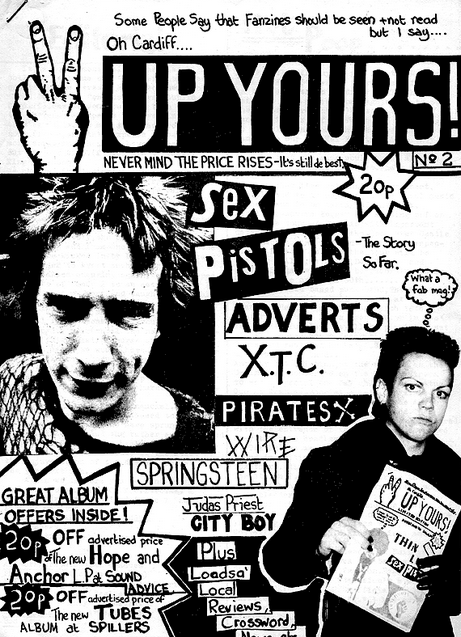 Some People Say that Fanzines should be seen + not read
but I say....
Oh Cardiff....
UP YOURS!
NEVER MIND THE PRICE RISES - It's still de best
Nº 2
20p
SEX
PISTOLS
- The Story
So Far.
What a
fab mag!
ADVERTS
X.T.C.
PIRATES X
WIRE
SPRINGSTEEN
Judas Priest
CITY BOY
Plus
Loadsa'
Local
Reviews,
Crossword,
GREAT ALBUM
OFFERS INSIDE!
20p OFF advertised price
of the new Hope and
Anchor L.P. at SOUND
ADVICE
20p OFF advertised price of
The new TUBES
ALBUM at SPILLERS
UP YOURS!
THIN
SEX PIS